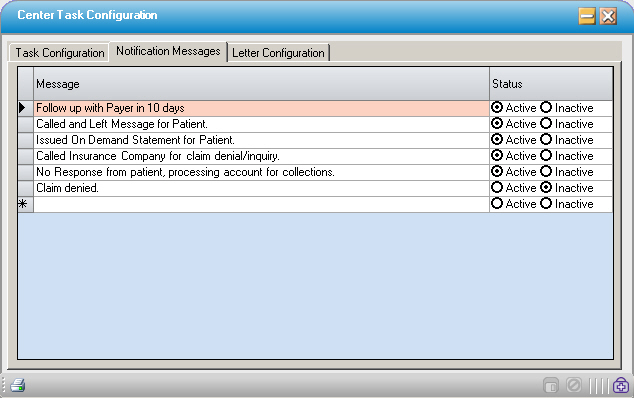 Center Task Configuration
Task Configuration Notification Messages Letter Configuration
Message Status
Follow up with Payer in 10 days Active Inactive
Called and Left Message for Patient. Active Inactive
Issued On Demand Statement for Patient. Active Inactive
Called Insurance Company for claim denial/inquiry. Active Inactive
No Response from patient, processing account for collections. Active Inactive
Claim denied. Active Inactive
Active Inactive